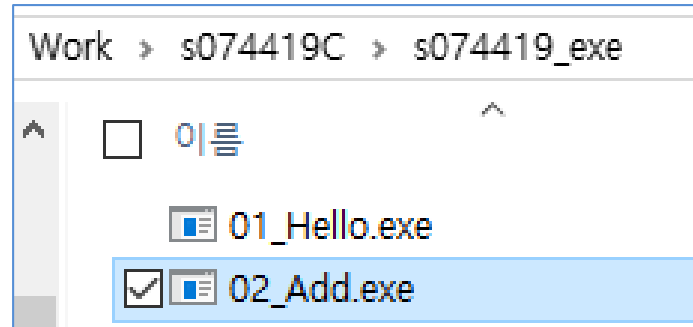 Work > s074419C > s074419_exe
이름
01_Hello.exe
02_Add.exe